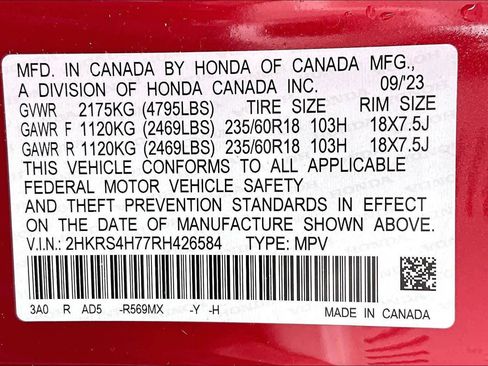 MFD. IN CANADA BY HONDA OF CANADA MFG.,
A DIVISION OF HONDA CANADA INC. 09/'23
GVWR 2175KG (4795LBS) TIRE SIZE RIM SIZE
GAWR F 1120KG (2469LBS) 235/60R18 103H 18X7.5J
GAWR R 1120KG (2469LBS) 235/60R18 103H 18X7.5J
THIS VEHICLE CONFORMS TO ALL APPLICABLE
FEDERAL MOTOR VEHICLE SAFETY
AND THEFT PREVENTION STANDARDS IN EFFECT
ON THE DATE OF MANUFACTURE SHOWN ABOVE.
V.I.N.: 2HKRS4H77RH426584 TYPE: MPV
3A0 R AD5 -R569MX -Y -H
MADE IN CANADA